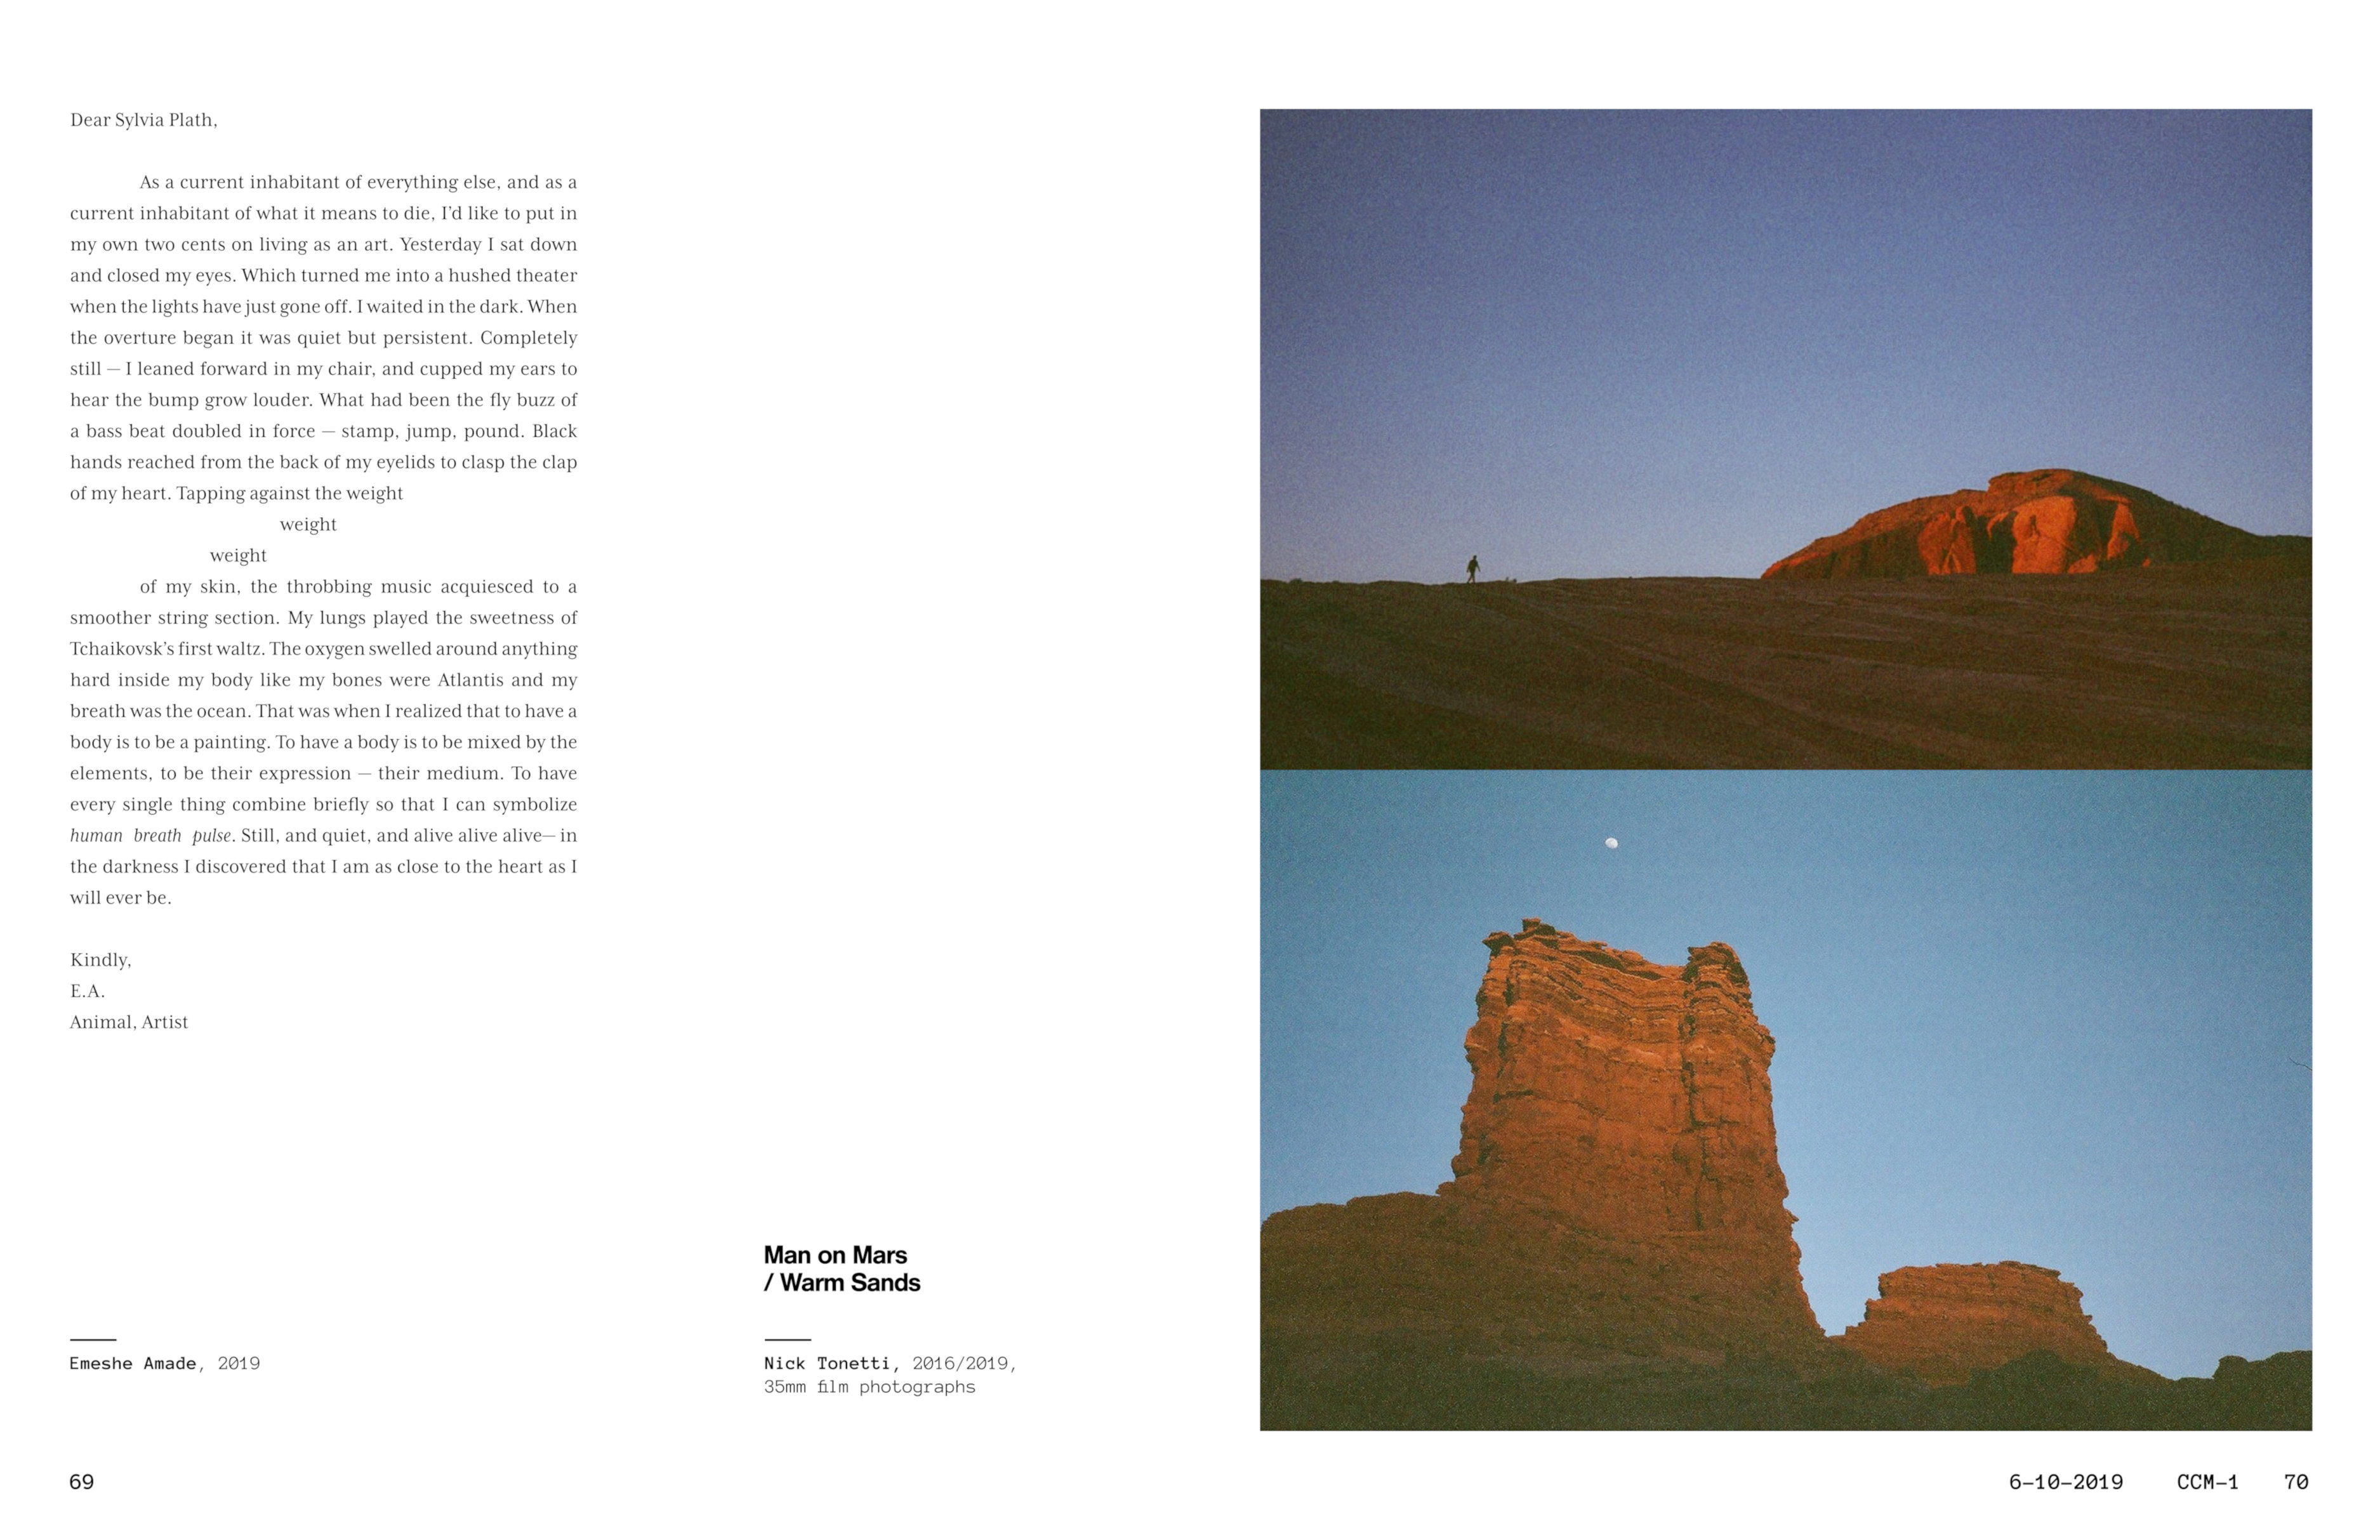 Dear Sylvia Plath,
As a current inhabitant of everything else, and as a
current inhabitant of what it means to die, I’d like to put in
my own two cents on living as an art. Yesterday I sat down
and closed my eyes. Which turned me into a hushed theater
when the lights have just gone off. I waited in the dark. When
the overture began it was quiet but persistent. Completely
still — I leaned forward in my chair, and cupped my ears to
hear the bump grow louder. What had been the fly buzz of
a bass beat doubled in force — stamp, jump, pound. Black
hands reached from the back of my eyelids to clasp the clap
of my heart. Tapping against the weight
weight
weight
of my skin, the throbbing music acquiesced to a
smoother string section. My lungs played the sweetness of
Tchaikovsk’s first waltz. The oxygen swelled around anything
hard inside my body like my bones were Atlantis and my
breath was the ocean. That was when I realized that to have a
body is to be a painting. To have a body is to be mixed by the
elements, to be their expression — their medium. To have
every single thing combine briefly so that I can symbolize
human breath pulse. Still, and quiet, and alive alive alive— in
the darkness I discovered that I am as close to the heart as I
will ever be.
Kindly,
E.A.
Animal, Artist
Emeshe Amade, 2019
Man on Mars
/ Warm Sands
Nick Tonetti, 2016/2019,
35mm film photographs
69
6–10–2019 CCM–1 70